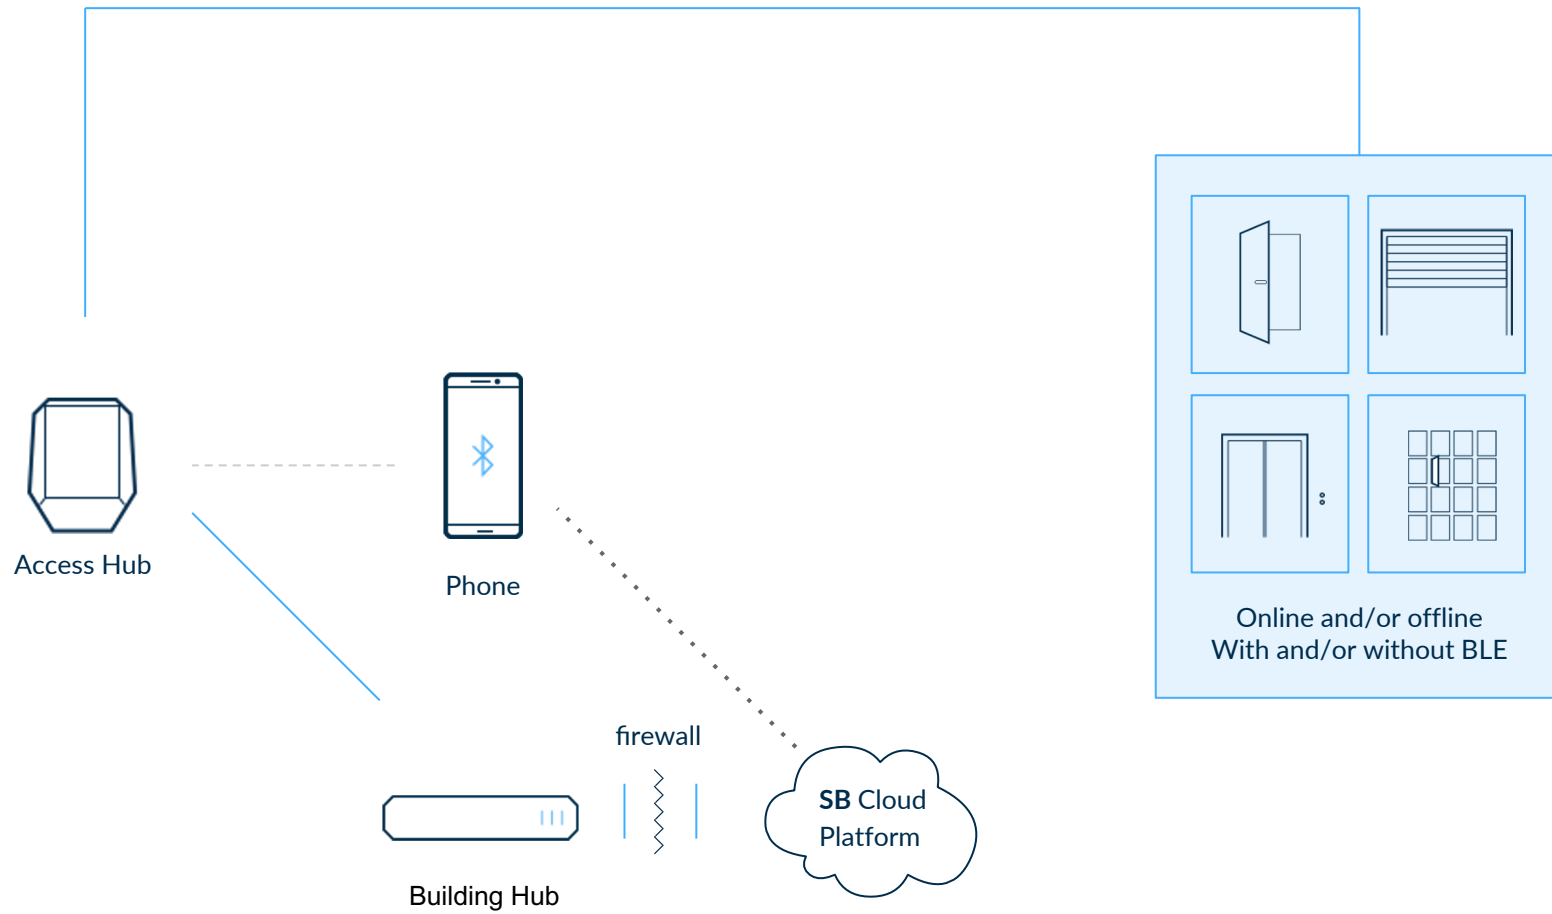 Access Hub
Phone
Online and/or offline
With and/or without BLE
firewall
SB Cloud
Platform
Building Hub